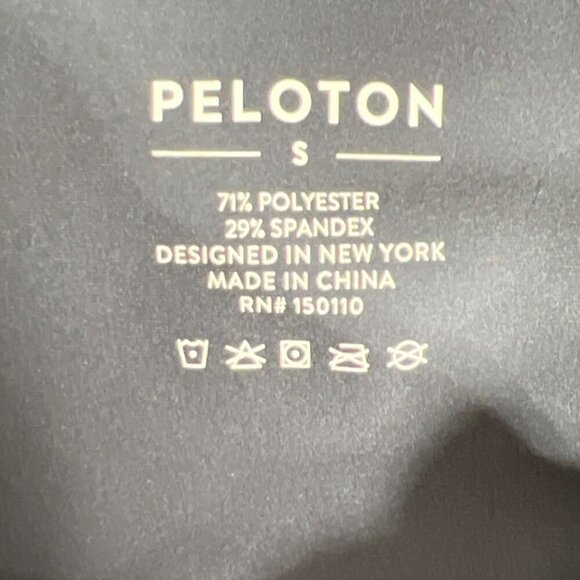 PELOTON
S
71% POLYESTER
29% SPANDEX
DESIGNED IN NEW YORK
MADE IN CHINA
RN# 150110